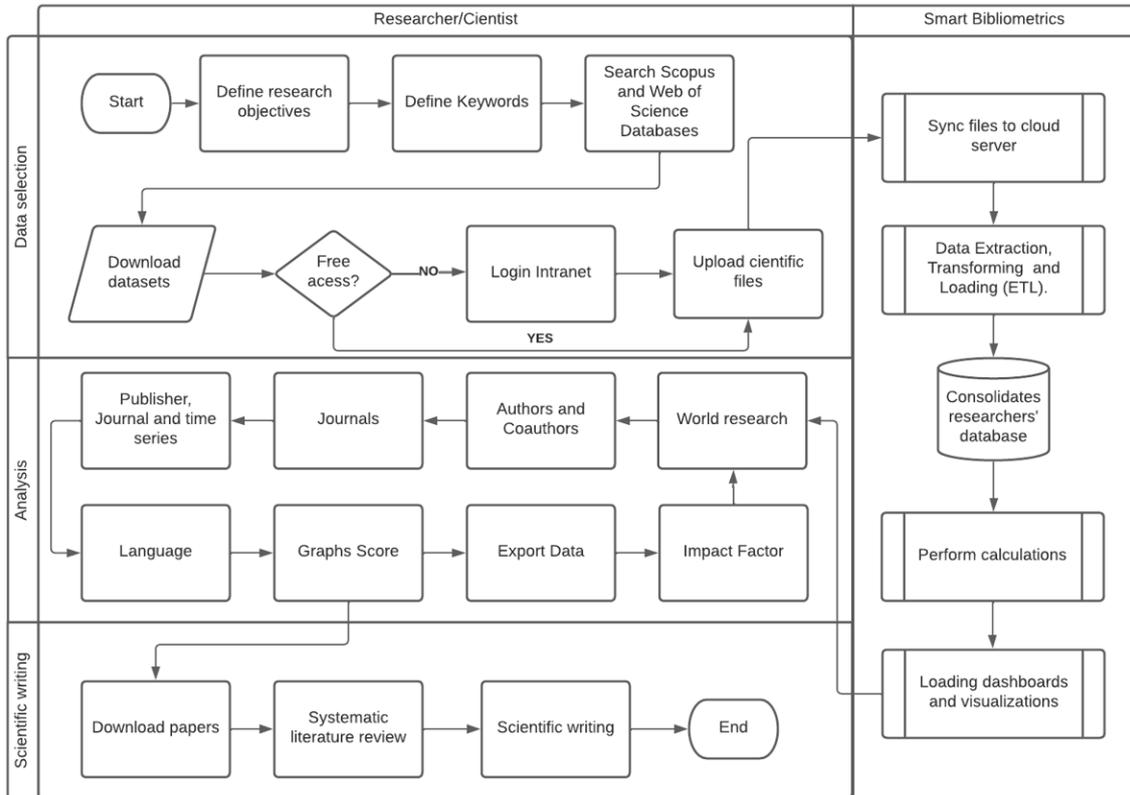 Researcher/Cientist
Smart Bibliometrics
Data selection
Start
Define research
objectives
Define Keywords
Search Scopus
and Web of
Science
Databases
Sync files to cloud
server
Download
datasets
Free
acess?
NO
Login Intranet
Upload cientific
files
YES
Data Extraction,
Transforming and
Loading (ETL).
Consolidates
researchers'
database
Analysis
Publisher,
Journal and time
series
Journals
Authors and
Coauthors
World research
Language
Graphs Score
Export Data
Impact Factor
Perform calculations
Scientific writing
Download papers
Systematic
literature review
Scientific writing
End
Loading dashboards
and visualizations